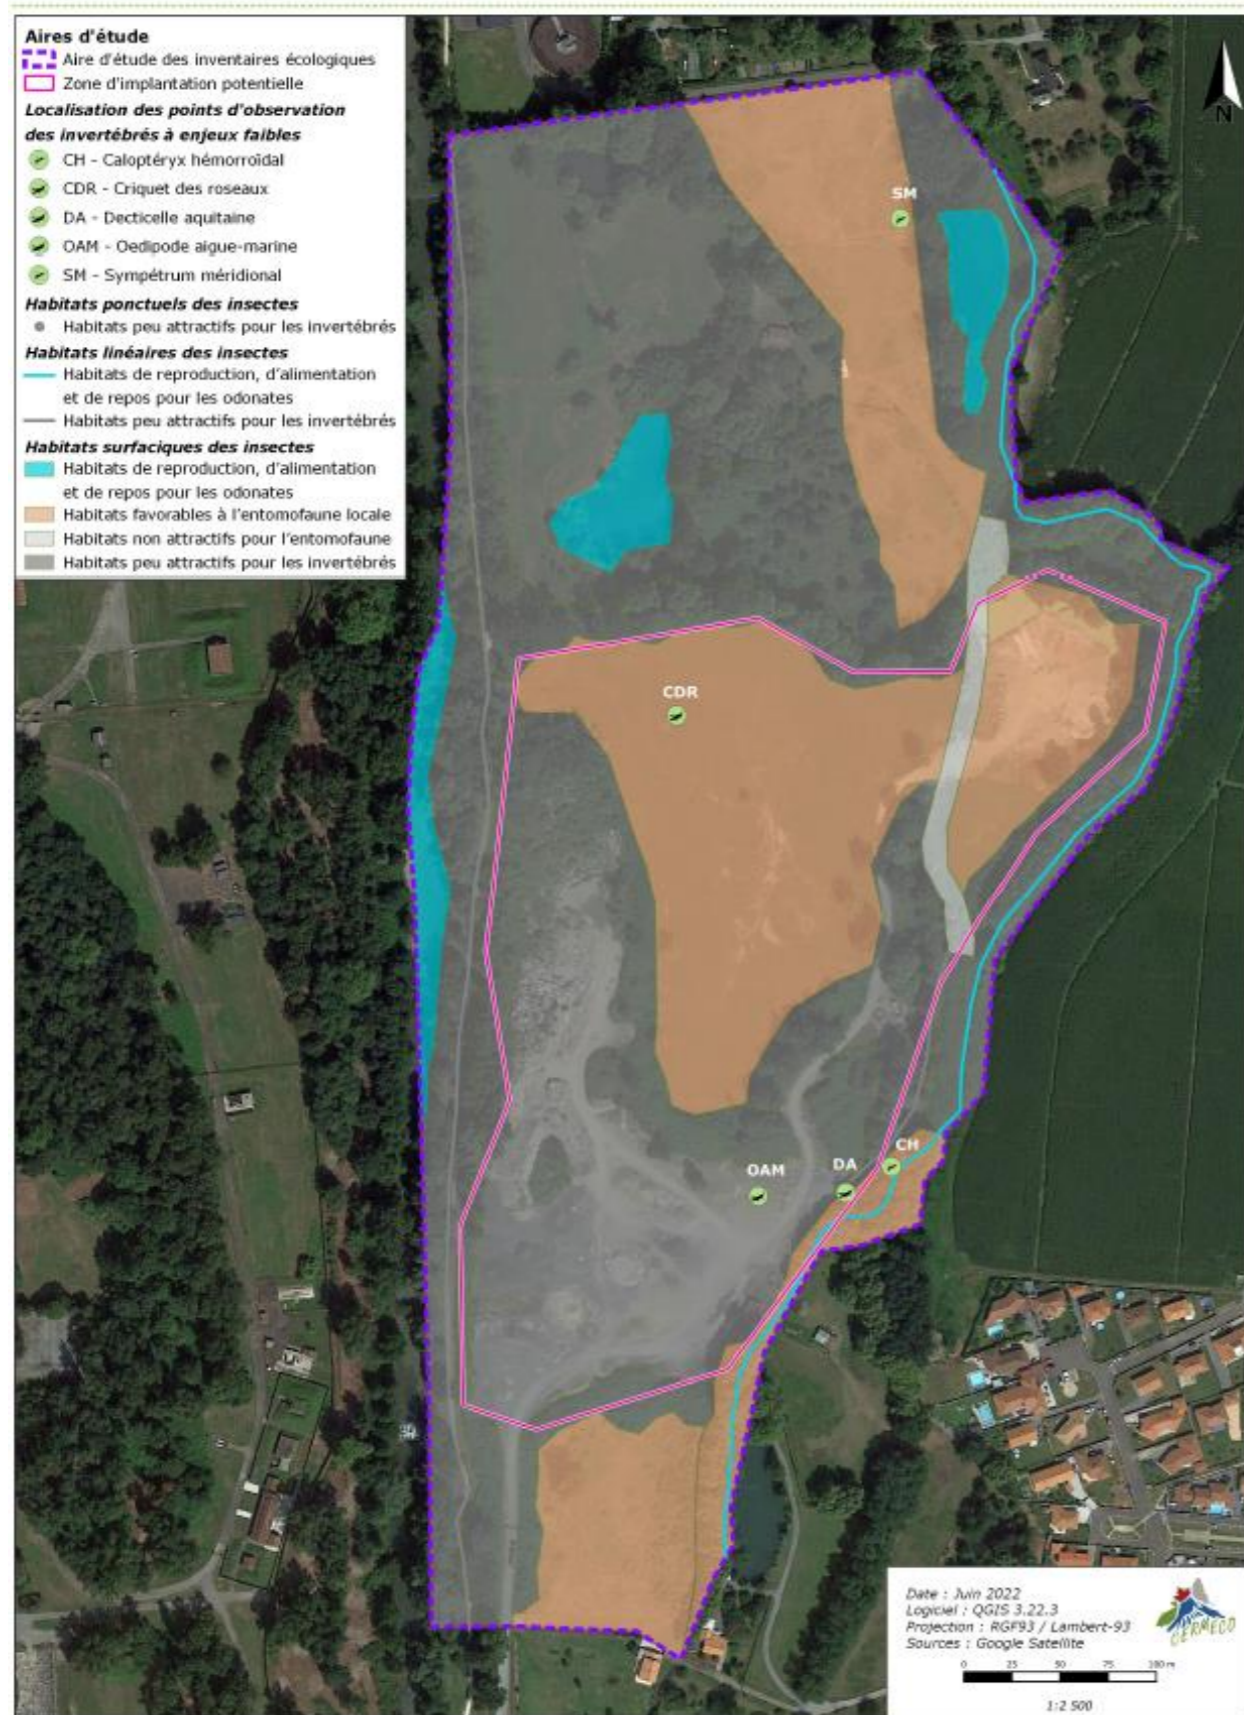 Aires d'étude
Aire d'étude des inventaires écologiques
Zone d'implantation potentielle
Localisation des points d'observation
des invertébrés à enjeux faibles
CH - Caloptéryx hémorroïdal
CDR - Criquet des roseaux
DA - Decticelle aquitaine
OAM - Oedipode aigue-marine
SM - Sympétrum méridional
Habitats ponctuels des insectes
Habitats peu attractifs pour les invertébrés
Habitats linéaires des insectes
Habitats de reproduction, d'alimentation
et de repos pour les odonates
Habitats peu attractifs pour les invertébrés
Habitats surfaciques des insectes
Habitats de reproduction, d'alimentation
et de repos pour les odonates
Habitats favorables à l'entomofaune locale
Habitats non attractifs pour l'entomofaune
Habitats peu attractifs pour les invertébrés
N
SM
CDR
CH
DA
OAM
Date : Juin 2022
Logiciel : QGIS 3.22.3
Projection : RGF93 / Lambert-93
Sources : Google Satellite
CERMECO
0 25 50 75 100 m
1:2 500